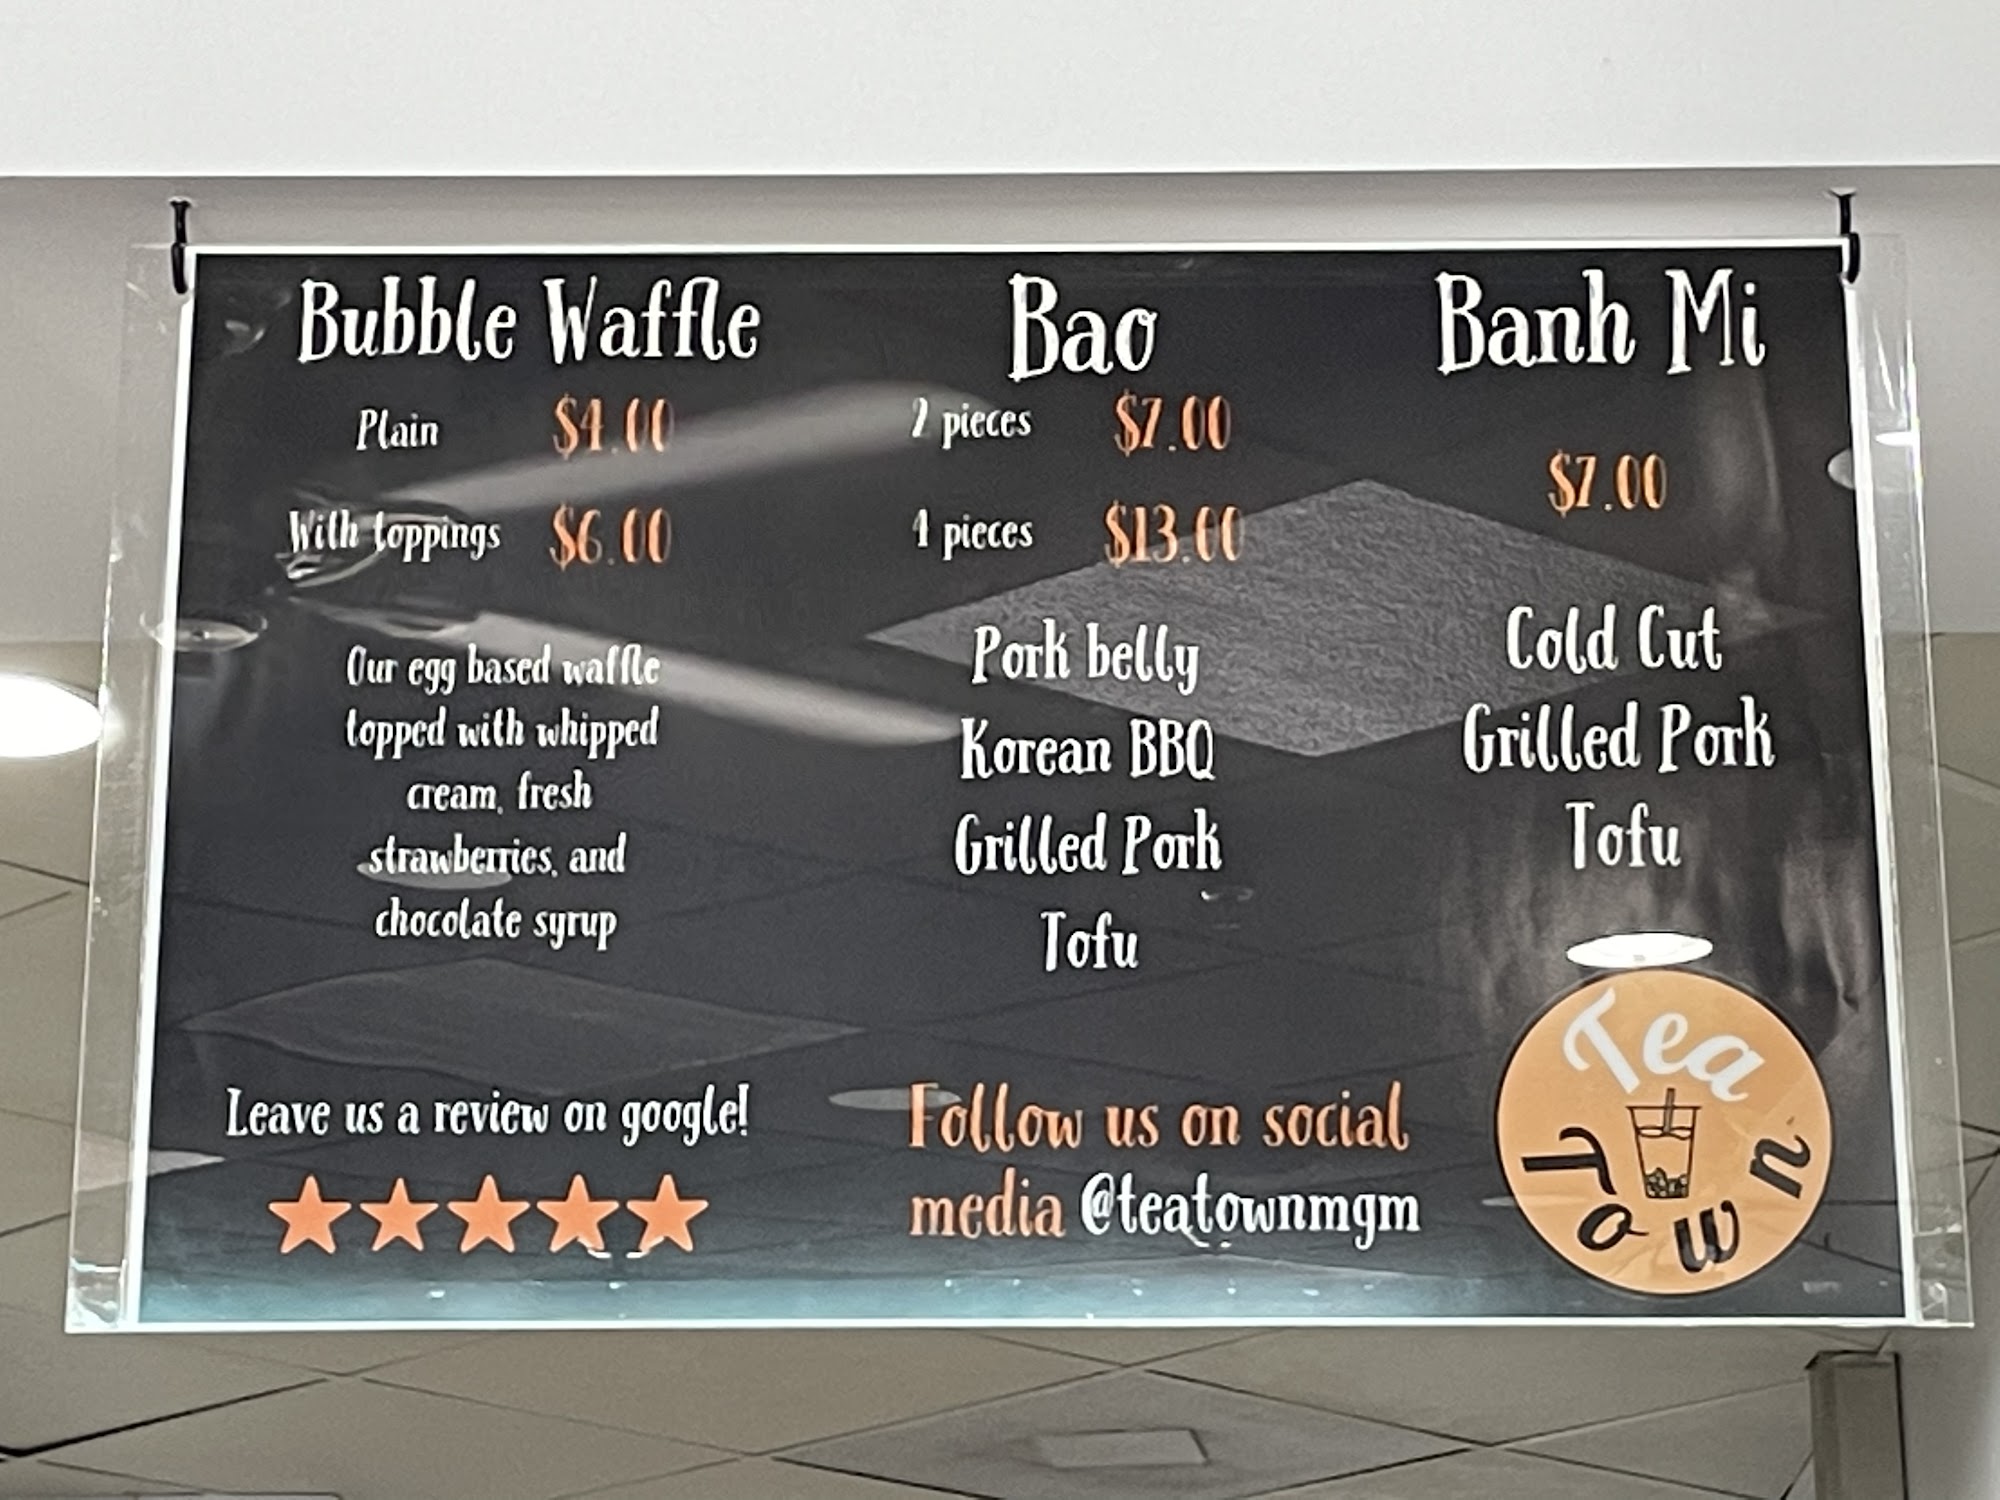 Bubble Waffle
Plain $4.00
With toppings $6.00
Our egg based waffle
topped with whipped
cream, fresh
strawberries, and
chocolate syrup
Leave us a review on google!
Bao
2 pieces $7.00
4 pieces $13.00
Pork belly
Korean BBQ
Grilled Pork
Tofu
Follow us on social
media @teatownmgm
Banh Mi
$7.00
Cold Cut
Grilled Pork
Tofu
Tea
Town